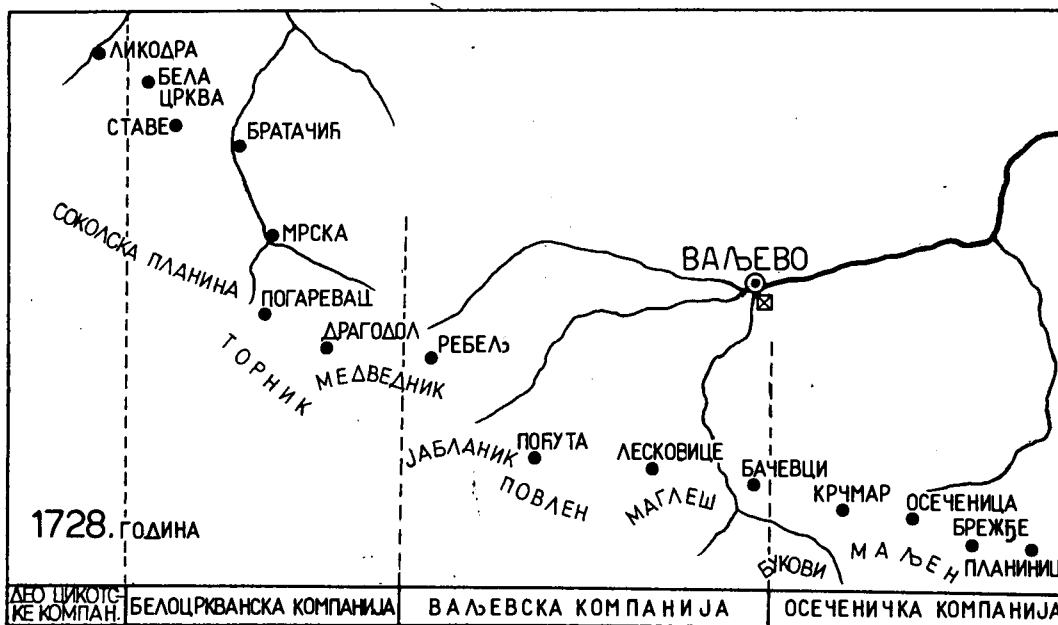 ЛИКОДРА
БЕЛА
ЦРКВА
СТАВЕ
БРАТАЧИЋ
МРСКА
СОКОЛСКА ПЛАНИНА
ВАЉЕВО
ПОГАРЕВАЦ
ДРАГОДОЛ
РЕБЕЉ
ТОРНИК
МЕДВЕДНИК
ЈАБЛАНИК
ПОЋУТА
ЛЕСКОВИЦЕ
БАЧЕВЦИ
ПОВЛЕН
МАГЛЕШ
КРЧМАР
ОСЕЧЕНИЦА
БРЕЖЂЕ
1728. ГОДИНА
БУКОВИ
МАЉЕН
ПЛАНИНИЦ
ДЕО ЦИКОТС-
КЕ КОМПАН.
БЕЛОЦРКВАНСКА КОМПАНИЈА
ВАЉЕВСКА КОМПАНИЈА
ОСЕЧЕНИЧКА КОМПАНИЈА